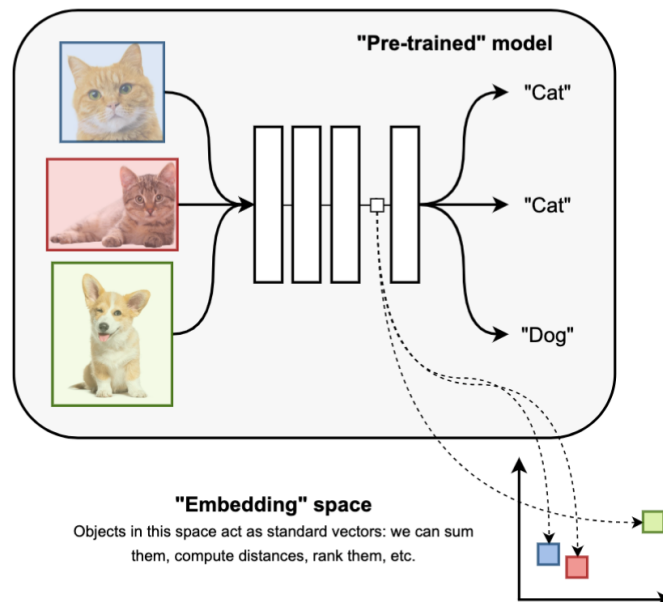 "Pre-trained" model
"Cat"
"Cat"
"Dog"
"Embedding" space
Objects in this space act as standard vectors: we can sum
them, compute distances, rank them, etc.